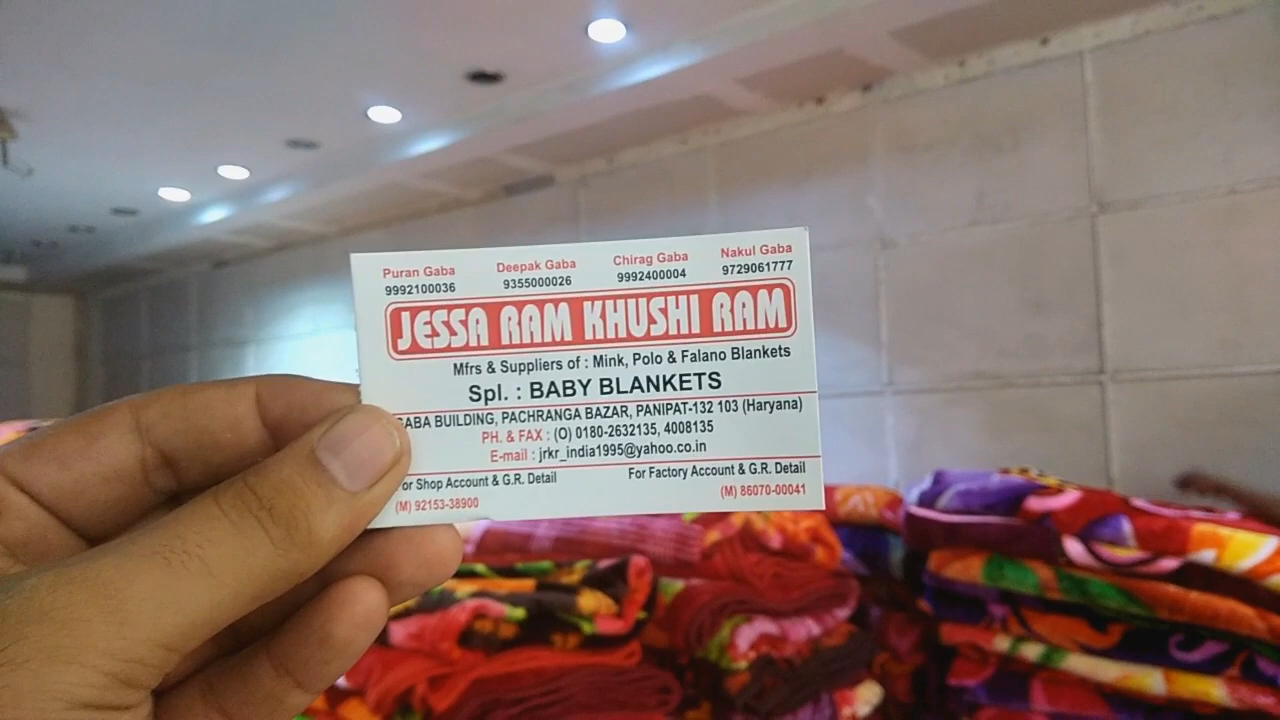 Puran Gaba Deepak Gaba Chirag Gaba Nakul Gaba
9992100036 9355000026 9992400004 9729061777
JESSA RAM KHUSHI RAM
Mfrs & Suppliers of : Mink, Polo & Falano Blankets
Spl. : BABY BLANKETS
GABA BUILDING, PACHRANGA BAZAR, PANIPAT-132 103 (Haryana)
PH. & FAX : (O) 0180-2632135, 4008135
E-mail : jrkr_india1995@yahoo.co.in
For Shop Account & G.R. Detail For Factory Account & G.R. Detail
(M) 92153-38900 (M) 86070-00041